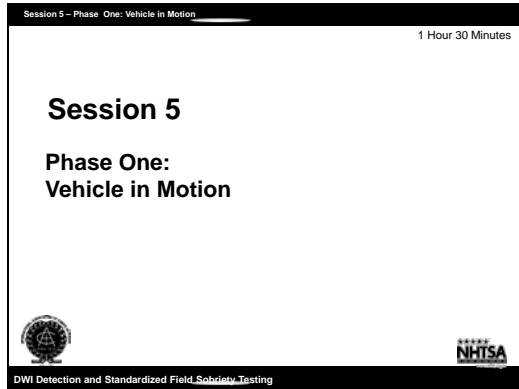 Session 5 – Phase One: Vehicle in Motion
1 Hour 30 Minutes
Session 5
Phase One:
Vehicle in Motion
NHTSA
DWI Detection and Standardized Field Sobriety Testing